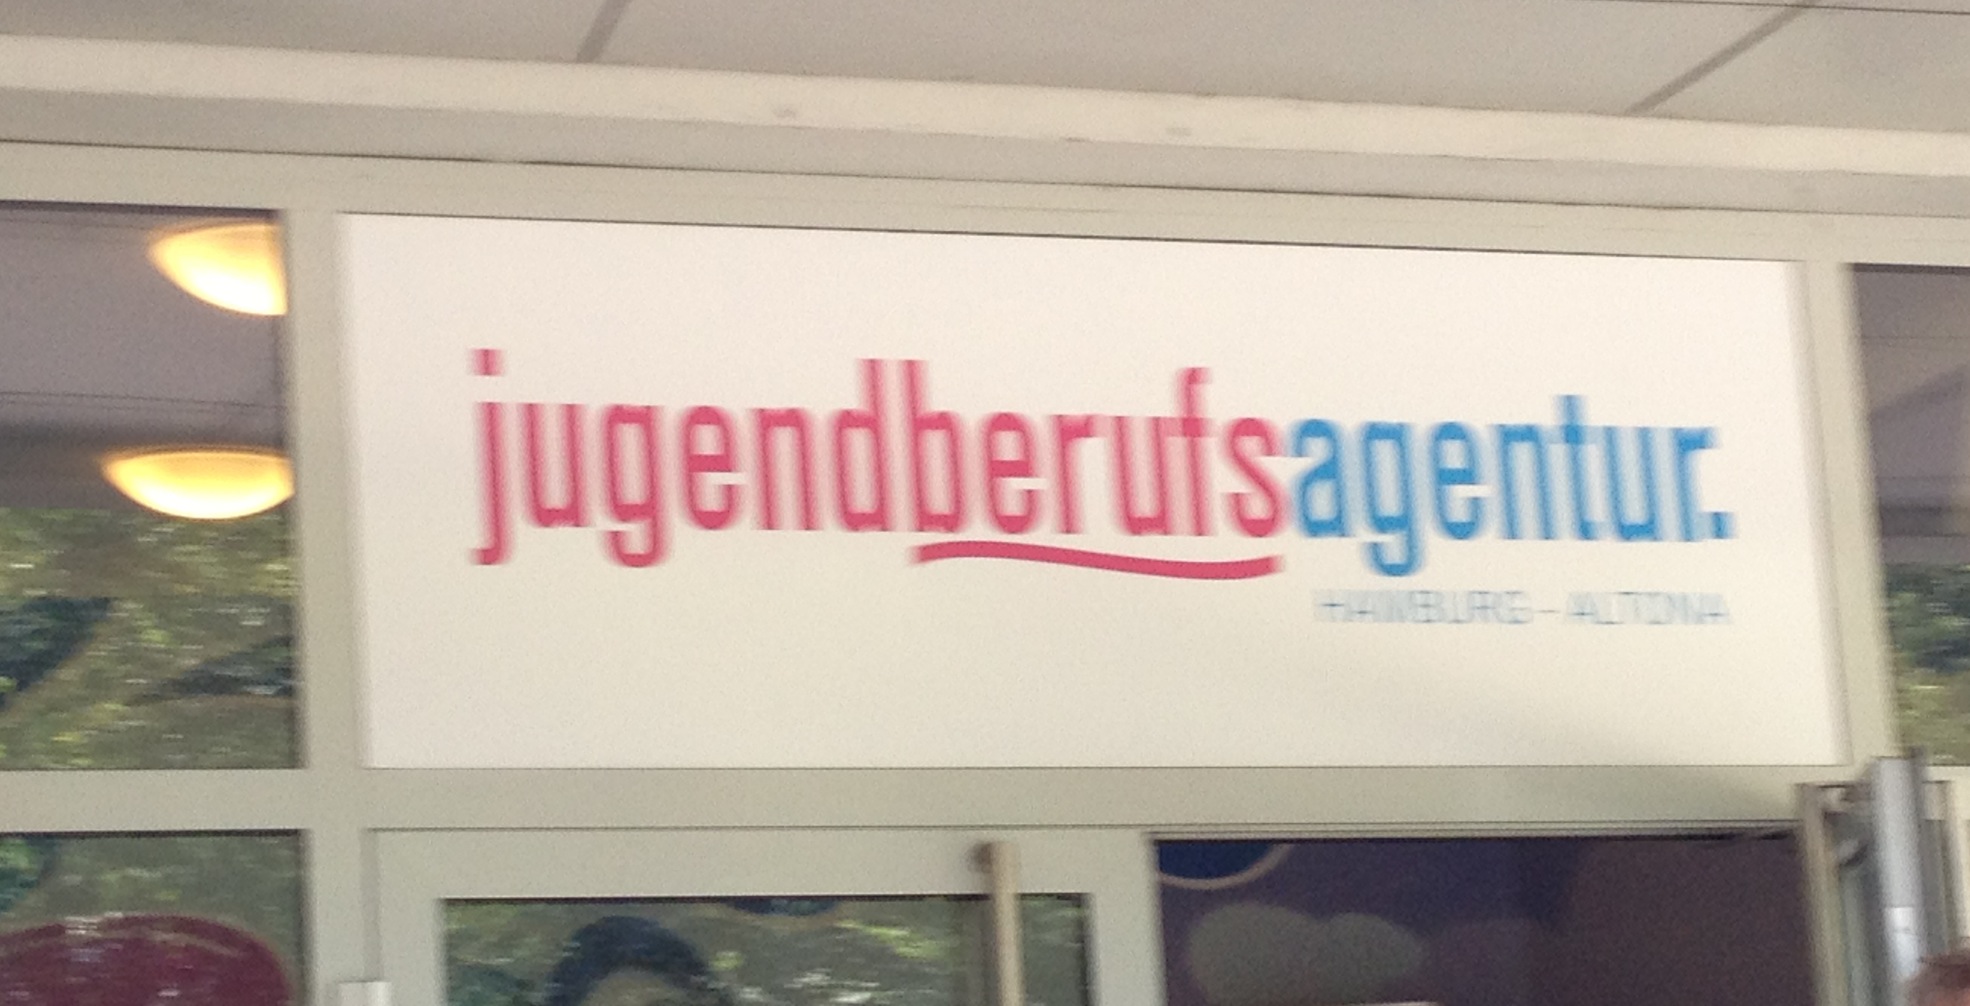 jugendberufsagentur.
HAMBURG – ALTONA